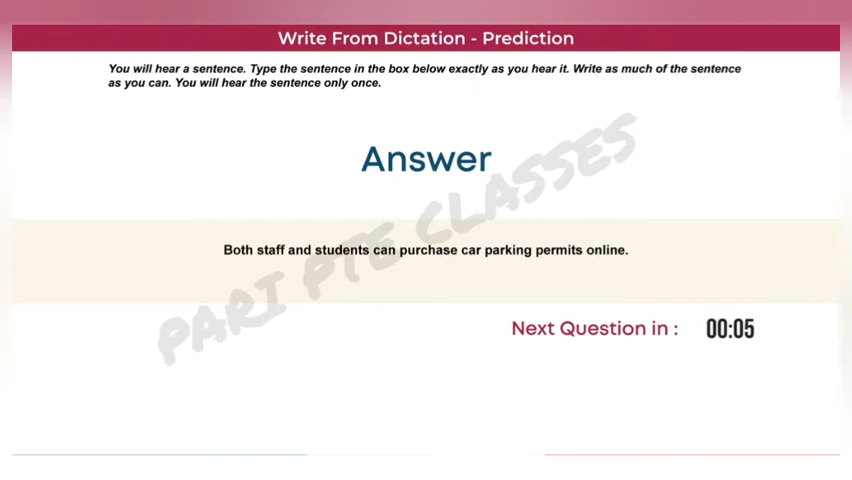 Write From Dictation - Prediction
You will hear a sentence. Type the sentence in the box below exactly as you hear it. Write as much of the sentence
as you can. You will hear the sentence only once.
Answer
PARI PTE CLASSES
Both staff and students can purchase car parking permits online.
Next Question in : 00:05